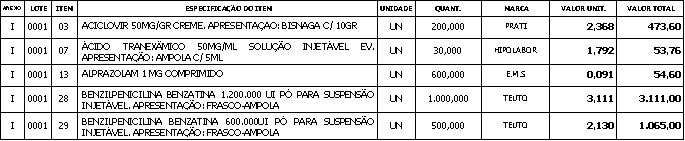 ANEXO LOTE ITEM ESPECIFICAÇÃO DO ITEM UNIDADE QUANT. MARCA VALOR UNIT. VALOR TOTAL
I 0001 03 ACICLOVIR 50MG/GR CREME. APRESENTAÇAO: BISNAGA C/ 10GR UN 200,000 PRATI 2,368 473,60
I 0001 07 ÁCIDO TRANEXÂMICO 50MG/ML SOLUÇÃO INJETÁVEL EV. APRESENTAÇÃO: AMPOLA C/ 5ML UN 30,000 HIPOLABOR 1,792 53,76
I 0001 13 ALPRAZOLAM 1 MG COMPRIMIDO UN 600,000 E.M.S 0,091 54,60
I 0001 28 BENZILPENICILINA BENZATINA 1.200.000 UI PÓ PARA SUSPENSÃO INJETÁVEL. APRESENTAÇÃO: FRASCO-AMPOLA UN 1.000,000 TEUTO 3,111 3.111,00
I 0001 29 BENZILPENICILINA BENZATINA 600.000UI PÓ PARA SUSPENSÃO INJETÁVEL. APRESENTAÇÃO: FRASCO-AMPOLA UN 500,000 TEUTO 2,130 1.065,00